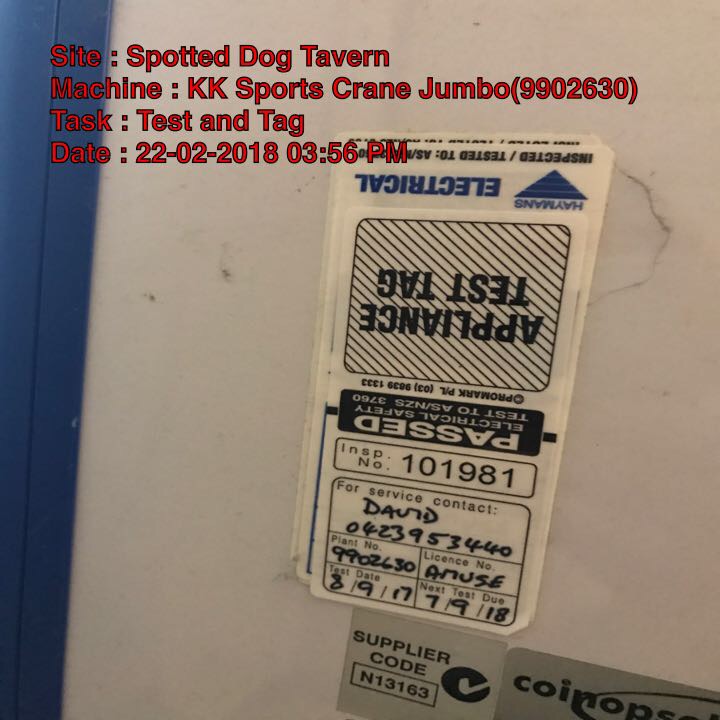 Site : Spotted Dog Tavern
Machine : KK Sports Crane Jumbo(9902630)
Task : Test and Tag
Date : 22-02-2018 03:56 PM
INSPECTED / TESTED TO: AS/N
HAYMANS
ELECTRICAL
APPLIANCE
TEST TAG
©PROMARK P/L (03) 9639 1333
PASSED
ELECTRICAL SAFETY
TEST TO AS/NZS 3760
Insp. No. 101981
For service contact:
DAVID
0423953440
Plant No. 9902630
Licence No. AMUSE
Test Date 8/9/17
Next Test Due 7/9/18
SUPPLIER
CODE
N13163